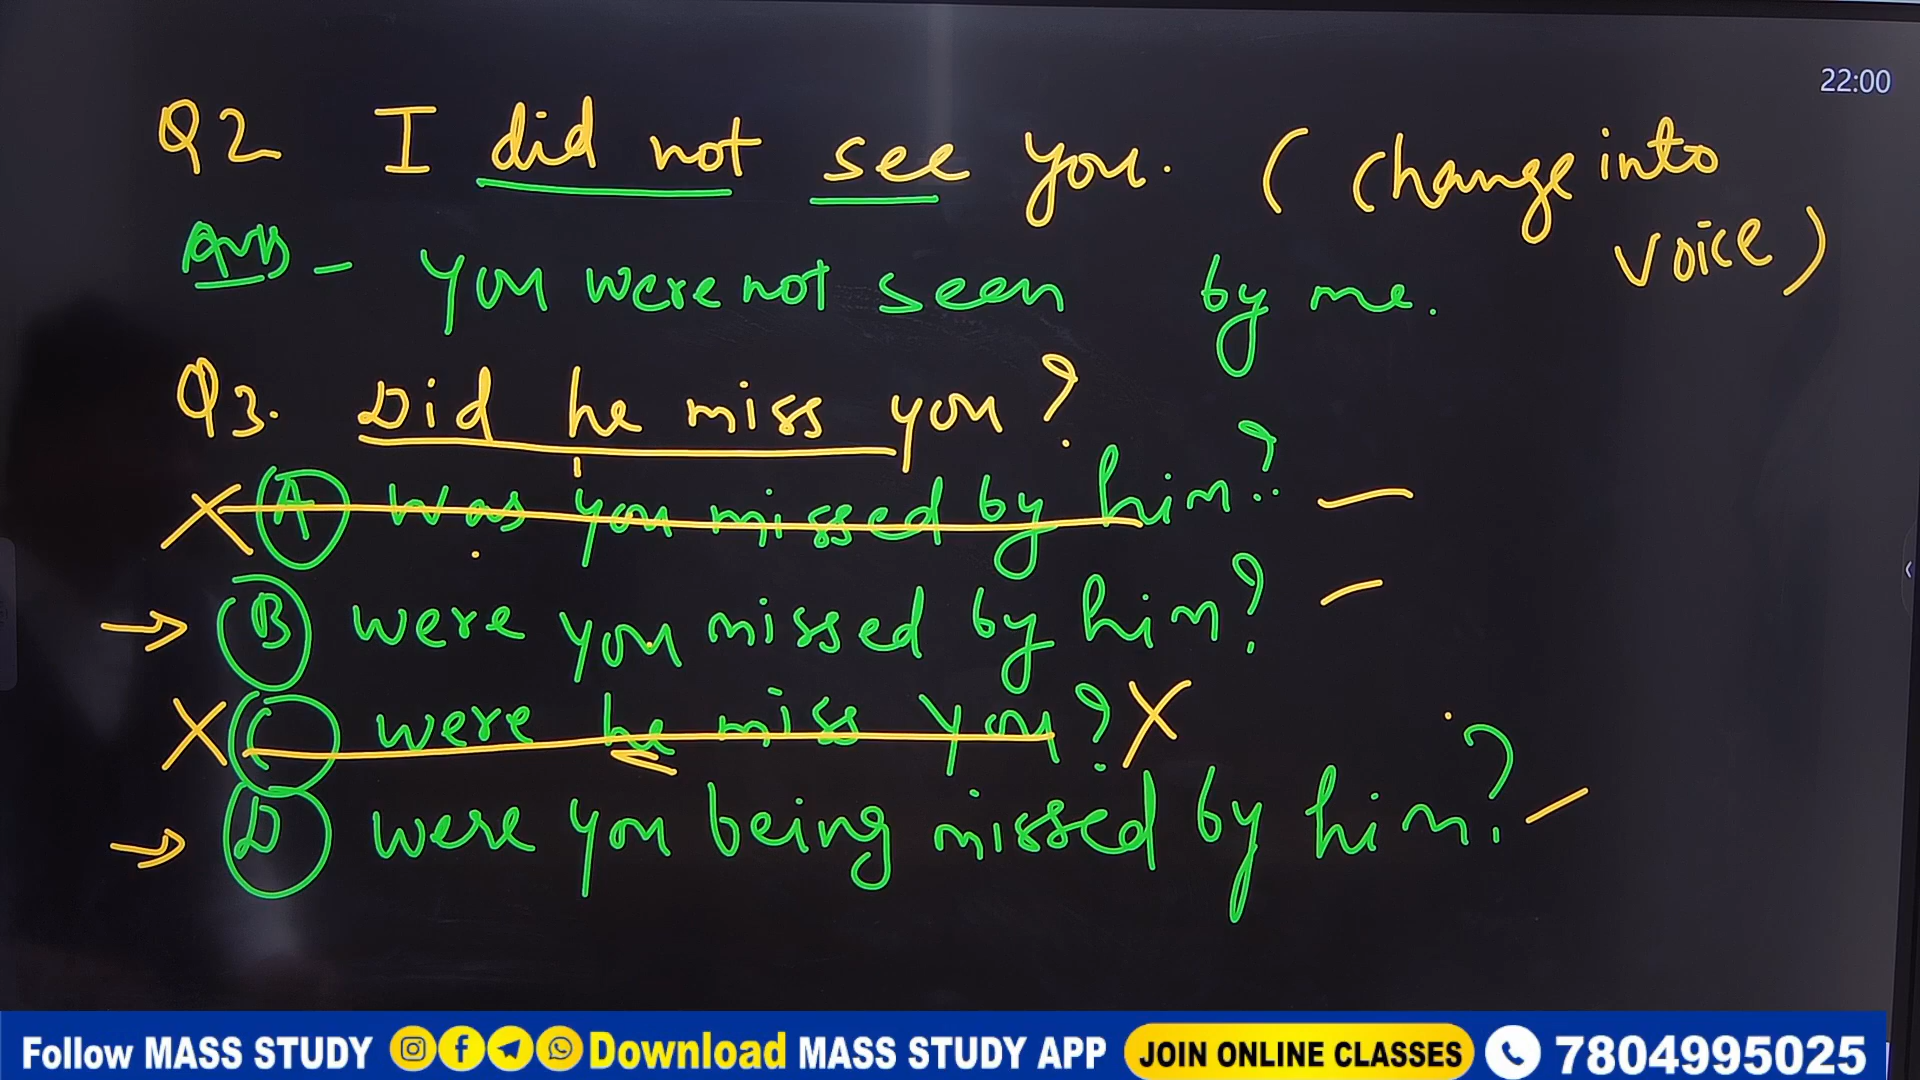 22:00
Q2 I did not see you. (change into voice)
Ans - you were not seen by me.
Q3. Did he miss you?
A was you missed by him?
→ B were you missed by him?
C were he miss you?
→ D were you being missed by him?
Follow MASS STUDY Download MASS STUDY APP JOIN ONLINE CLASSES 7804995025